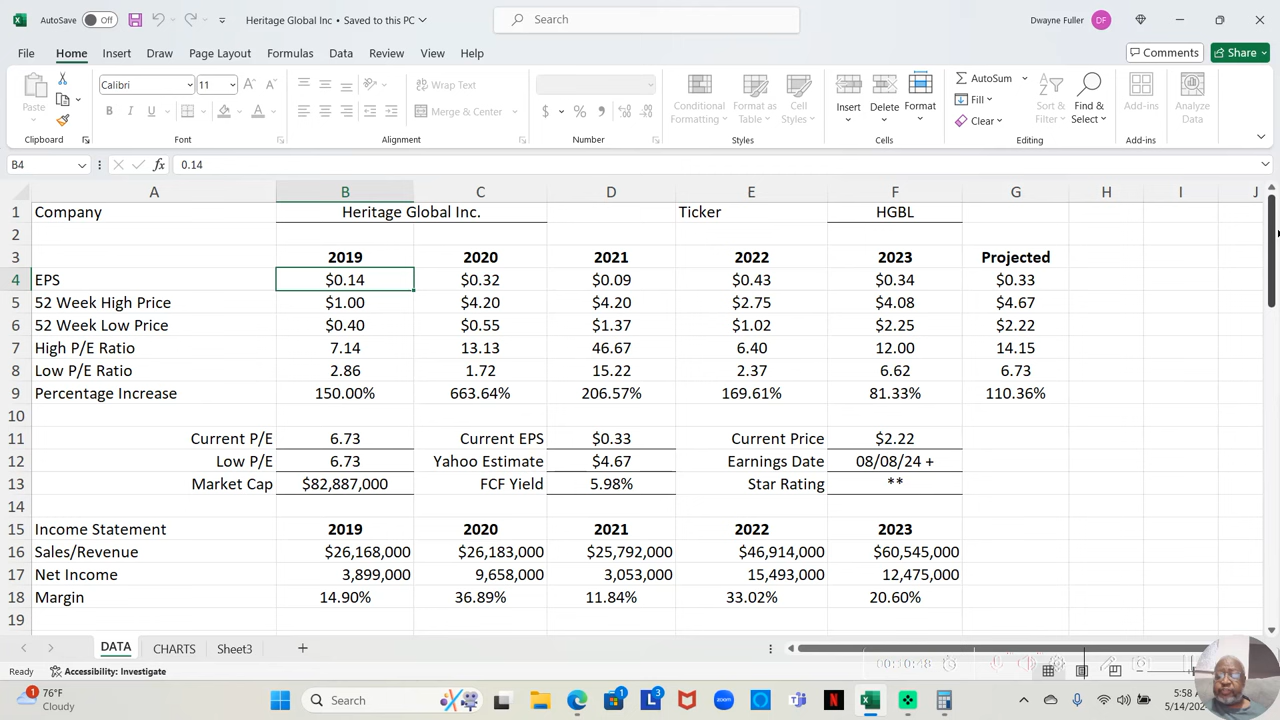 AutoSave Off Heritage Global Inc • Saved to this PC Search Dwayne Fuller DF
File Home Insert Draw Page Layout Formulas Data Review View Help Comments Share
Paste Calibri 11 Wrap Text Merge & Center Conditional Formatting Format as Table Cell Styles Insert Delete Format AutoSum Fill Clear Sort & Filter Find & Select Add-ins Analyze Data
Clipboard Font Alignment Number Styles Cells Editing Add-ins
B4 fx 0.14
A B C D E F G H I J
1 Company Heritage Global Inc. Ticker HGBL
2
3 2019 2020 2021 2022 2023 Projected
4 EPS $0.14 $0.32 $0.09 $0.43 $0.34 $0.33
5 52 Week High Price $1.00 $4.20 $4.20 $2.75 $4.08 $4.67
6 52 Week Low Price $0.40 $0.55 $1.37 $1.02 $2.25 $2.22
7 High P/E Ratio 7.14 13.13 46.67 6.40 12.00 14.15
8 Low P/E Ratio 2.86 1.72 15.22 2.37 6.62 6.73
9 Percentage Increase 150.00% 663.64% 206.57% 169.61% 81.33% 110.36%
10
11 Current P/E 6.73 Current EPS $0.33 Current Price $2.22
12 Low P/E 6.73 Yahoo Estimate $4.67 Earnings Date 08/08/24 +
13 Market Cap $82,887,000 FCF Yield 5.98% Star Rating **
14
15 Income Statement 2019 2020 2021 2022 2023
16 Sales/Revenue $26,168,000 $26,183,000 $25,792,000 $46,914,000 $60,545,000
17 Net Income 3,899,000 9,658,000 3,053,000 15,493,000 12,475,000
18 Margin 14.90% 36.89% 11.84% 33.02% 20.60%
19
DATA CHARTS Sheet3
Ready Accessibility: Investigate 00:10:48
1 76°F Search 1 3 zoom N 5:58
Cloudy 5/14/